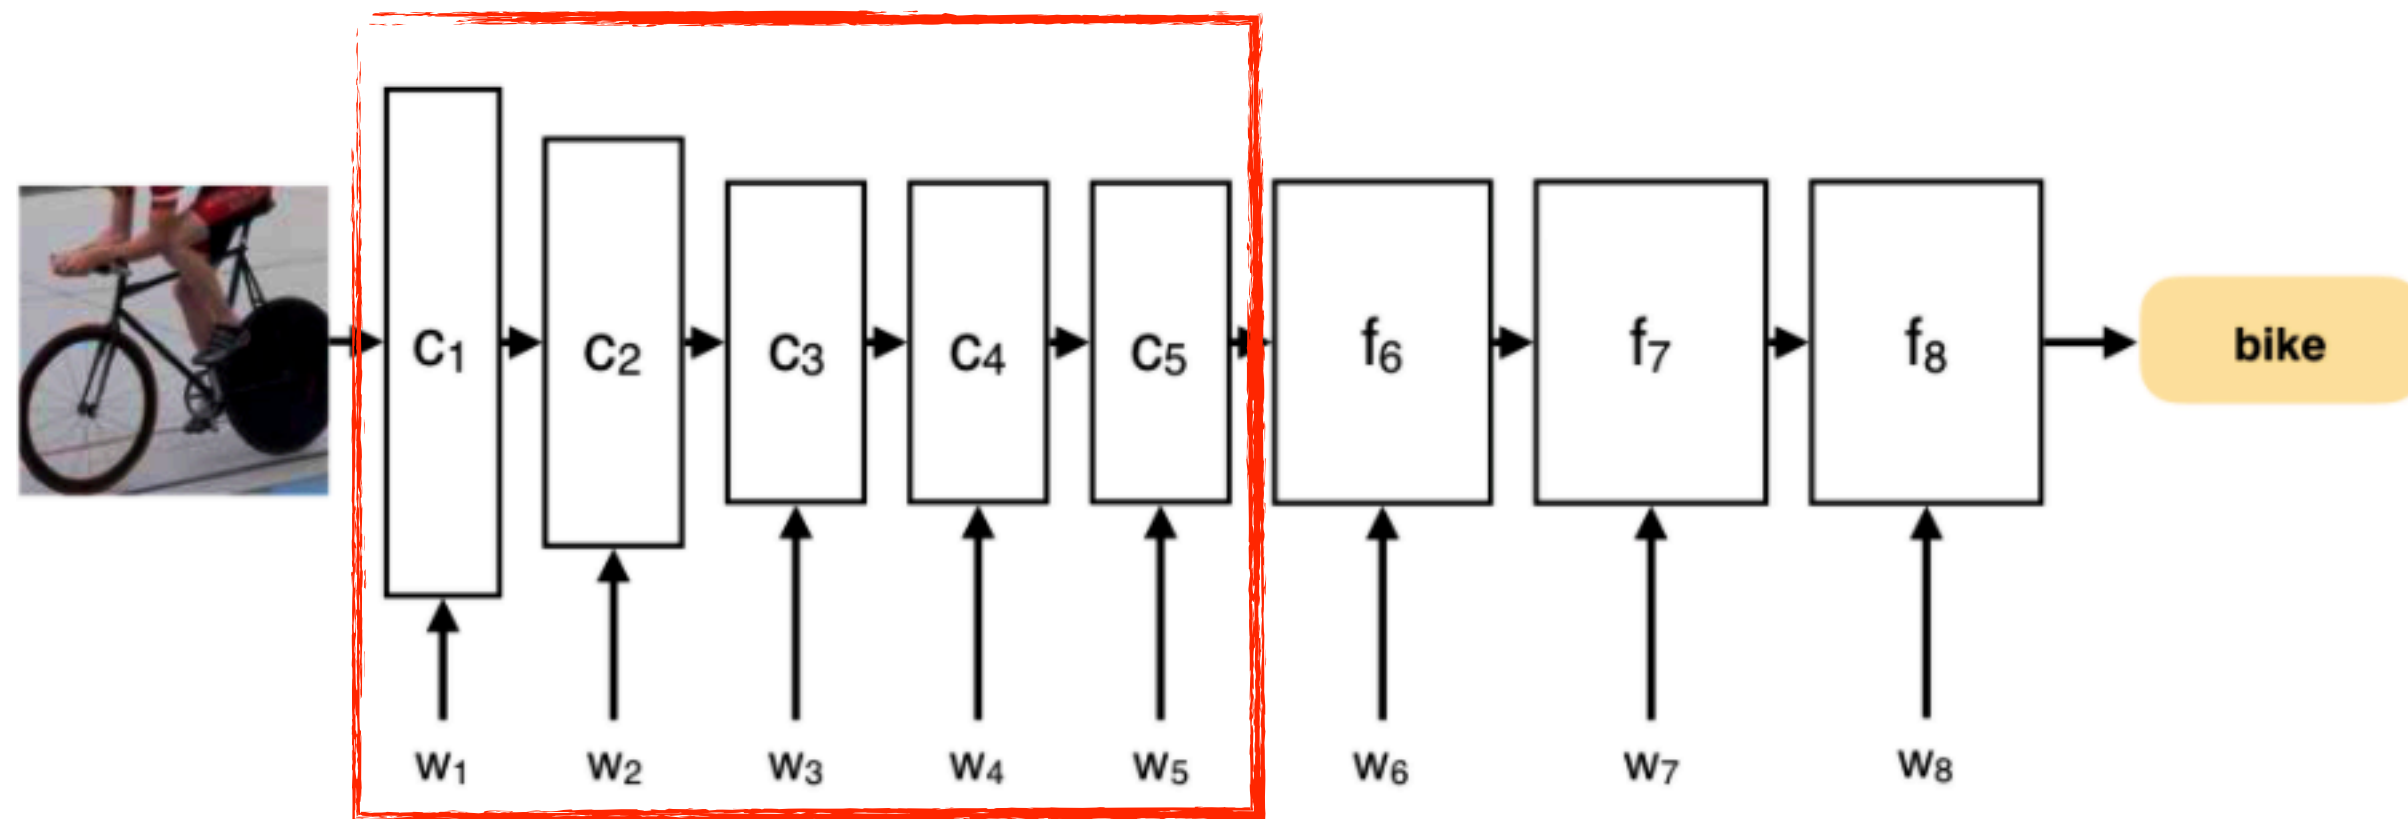 c₁ c₂ c₃ c₄ c₅ f₆ f₇ f₈ bike
w₁ w₂ w₃ w₄ w₅ w₆ w₇ w₈